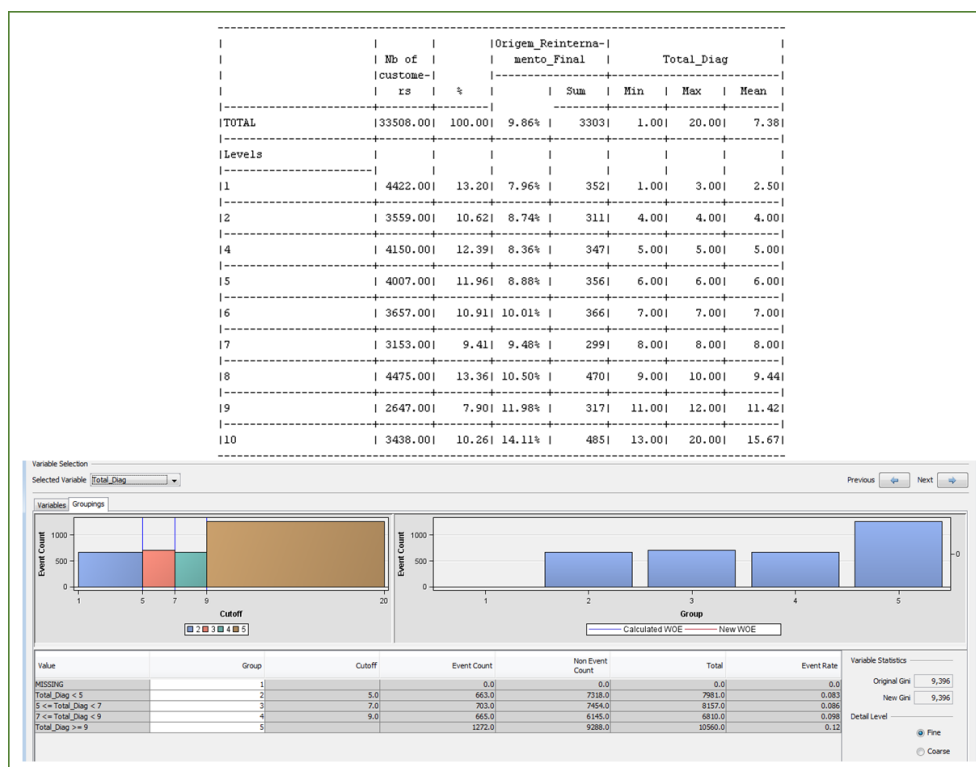 Origem_Reinterna-
Nb of mento_Final Total_Diag
custome-
rs % Sum Min Max Mean
TOTAL 33508.00 100.00 9.86% 3303 1.00 20.00 7.38
Levels
1 4422.00 13.20 7.96% 352 1.00 3.00 2.50
2 3559.00 10.62 8.74% 311 4.00 4.00 4.00
4 4150.00 12.39 8.36% 347 5.00 5.00 5.00
5 4007.00 11.96 8.88% 356 6.00 6.00 6.00
6 3657.00 10.91 10.01% 366 7.00 7.00 7.00
7 3153.00 9.41 9.48% 299 8.00 8.00 8.00
8 4475.00 13.36 10.50% 470 9.00 10.00 9.44
9 2647.00 7.90 11.98% 317 11.00 12.00 11.42
10 3438.00 10.26 14.11% 485 13.00 20.00 15.67
Variable Selection
Selected Variable Total_Diag Previous Next
Variables Groupings
Event Count
1000
500
0
1 5 7 9 20
Cutoff
2 3 4 5
Event Count
1000
500
0
0
1 2 3 4 5
Group
Calculated WOE New WOE
Value Group Cutoff Event Count Non Event Count Total Event Rate
MISSING 1 0.0 0.0 0.0 0.0
Total_Diag < 5 2 5.0 663.0 7318.0 7981.0 0.083
5 <= Total_Diag < 7 3 7.0 703.0 7454.0 8157.0 0.086
7 <= Total_Diag < 9 4 9.0 665.0 6145.0 6810.0 0.098
Total_Diag >= 9 5 1272.0 9288.0 10560.0 0.12
Variable Statistics
Original Gini 9,396
New Gini 9,396
Detail Level
Fine
Coarse